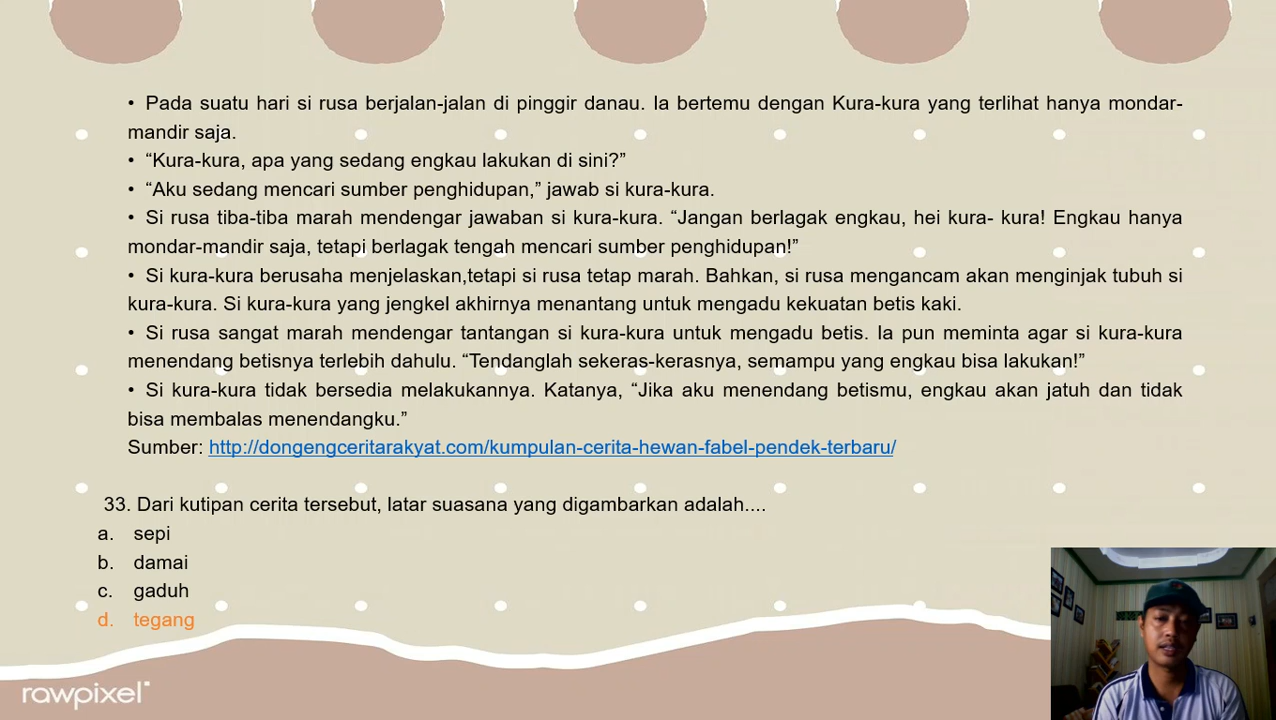 • Pada suatu hari si rusa berjalan-jalan di pinggir danau. Ia bertemu dengan Kura-kura yang terlihat hanya mondar-
mandir saja.
• “Kura-kura, apa yang sedang engkau lakukan di sini?”
• “Aku sedang mencari sumber penghidupan,” jawab si kura-kura.
• Si rusa tiba-tiba marah mendengar jawaban si kura-kura. “Jangan berlagak engkau, hei kura- kura! Engkau hanya
mondar-mandir saja, tetapi berlagak tengah mencari sumber penghidupan!”
• Si kura-kura berusaha menjelaskan,tetapi si rusa tetap marah. Bahkan, si rusa mengancam akan menginjak tubuh si
kura-kura. Si kura-kura yang jengkel akhirnya menantang untuk mengadu kekuatan betis kaki.
• Si rusa sangat marah mendengar tantangan si kura-kura untuk mengadu betis. Ia pun meminta agar si kura-kura
menendang betisnya terlebih dahulu. “Tendanglah sekeras-kerasnya, semampu yang engkau bisa lakukan!”
• Si kura-kura tidak bersedia melakukannya. Katanya, “Jika aku menendang betismu, engkau akan jatuh dan tidak
bisa membalas menendangku.”
Sumber: http://dongengceritarakyat.com/kumpulan-cerita-hewan-fabel-pendek-terbaru/
33. Dari kutipan cerita tersebut, latar suasana yang digambarkan adalah....
a. sepi
b. damai
c. gaduh
d. tegang
rawpixel